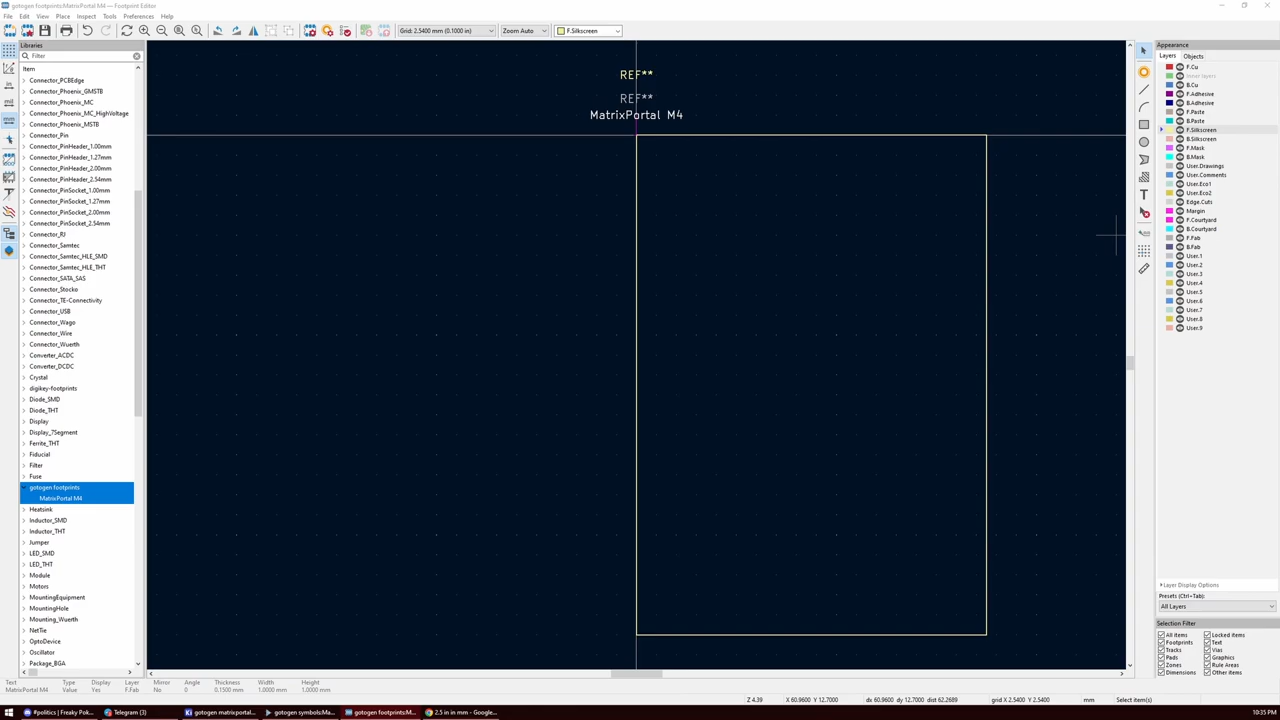 gotogen footprints:MatrixPortal M4 — Footprint Editor
File Edit View Place Inspect Tools Preferences Help
Grid: 2.5400 mm (0.1000 in)
Zoom Auto
F.Silkscreen
Libraries
Filter
Item
Connector_PCBEdge
Connector_Phoenix_GMSTB
Connector_Phoenix_MC
Connector_Phoenix_MC_HighVoltage
Connector_Phoenix_MSTB
Connector_Pin
Connector_PinHeader_1.00mm
Connector_PinHeader_1.27mm
Connector_PinHeader_2.00mm
Connector_PinHeader_2.54mm
Connector_PinSocket_1.00mm
Connector_PinSocket_1.27mm
Connector_PinSocket_2.00mm
Connector_PinSocket_2.54mm
Connector_RJ
Connector_Samtec
Connector_Samtec_HLE_SMD
Connector_Samtec_HLE_THT
Connector_SATA_SAS
Connector_Stocko
Connector_TE-Connectivity
Connector_USB
Connector_Wago
Connector_Wire
Connector_Wuerth
Converter_ACDC
Converter_DCDC
Crystal
digikey-footprints
Diode_SMD
Diode_THT
Display
Display_7Segment
Ferrite_THT
Fiducial
Filter
Fuse
gotogen footprints
MatrixPortal M4
Heatsink
Inductor_SMD
Inductor_THT
Jumper
LED_SMD
LED_THT
Module
Motors
MountingEquipment
MountingHole
Mounting_Wuerth
NetTie
OptoDevice
Oscillator
Package_BGA
in
mil
mm
REF**
REF**
MatrixPortal M4
Appearance
Layers Objects
F.Cu
Inner layers
B.Cu
F.Adhesive
B.Adhesive
F.Paste
B.Paste
F.Silkscreen
B.Silkscreen
F.Mask
B.Mask
User.Drawings
User.Comments
User.Eco1
User.Eco2
Edge.Cuts
Margin
F.Courtyard
B.Courtyard
F.Fab
B.Fab
User.1
User.2
User.3
User.4
User.5
User.6
User.7
User.8
User.9
Layer Display Options
Presets (Ctrl+Tab):
All Layers
Selection Filter
All items Locked items
Footprints Text
Tracks Vias
Pads Graphics
Zones Rule Areas
Dimensions Other items
Text Type Display Layer Mirror Angle Thickness Width Height
MatrixPortal M4 Value Yes F.Fab No 0 0.1500 mm 1.0000 mm 1.0000 mm
Z 4.39 X 60.9600 Y 12.7000 dx 60.9600 dy 12.7000 dist 62.2689 grid X 2.5400 Y 2.5400 mm Select item(s)
#politics | Freaky Pok... Telegram (3) gotogen matrixportal... gotogen symbols:Ma... gotogen footprints:M... 2.5 in in mm - Google... 10:35 PM